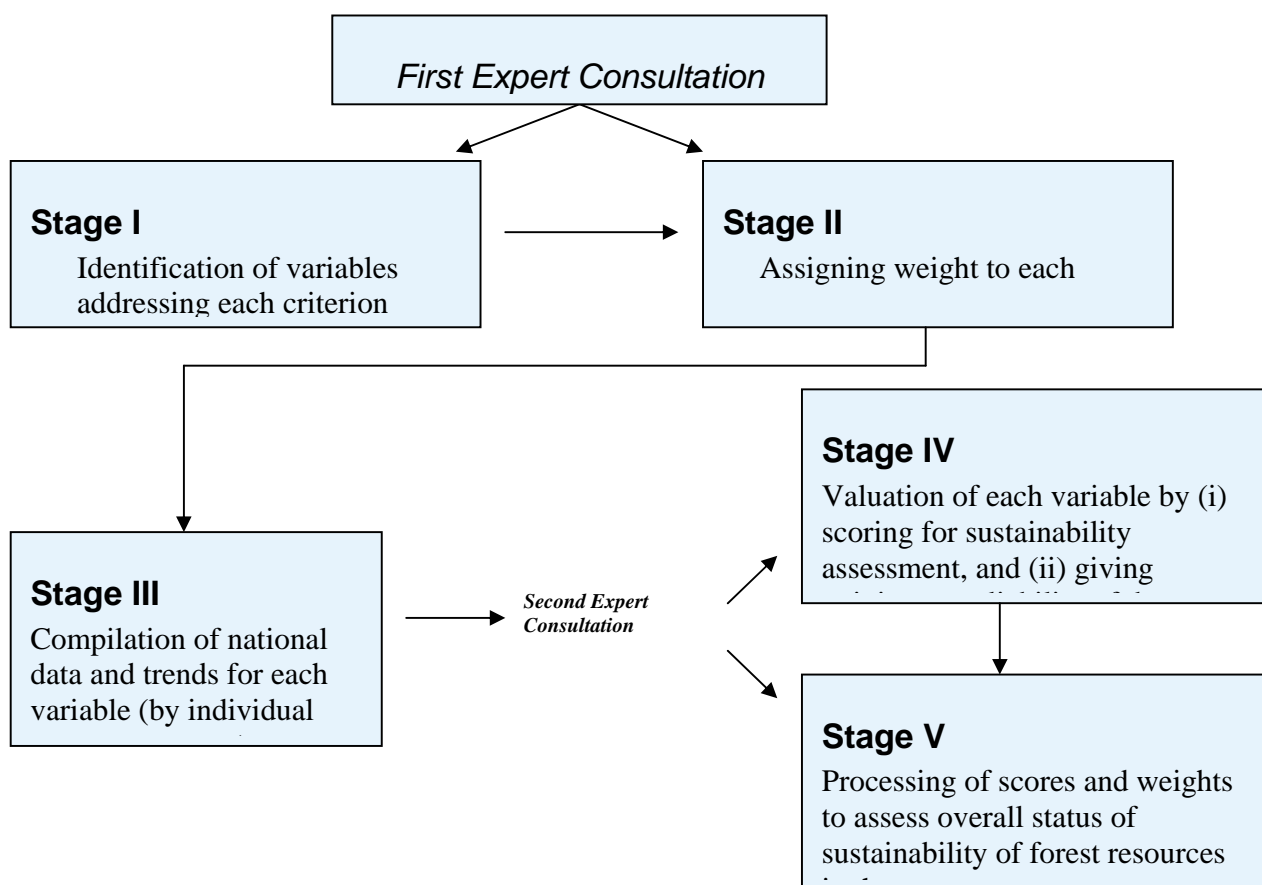 First Expert Consultation
Stage I
Identification of variables
addressing each criterion
Stage II
Assigning weight to each
Stage III
Compilation of national
data and trends for each
variable (by individual
Second Expert
Consultation
Stage IV
Valuation of each variable by (i)
scoring for sustainability
assessment, and (ii) giving
Stage V
Processing of scores and weights
to assess overall status of
sustainability of forest resources